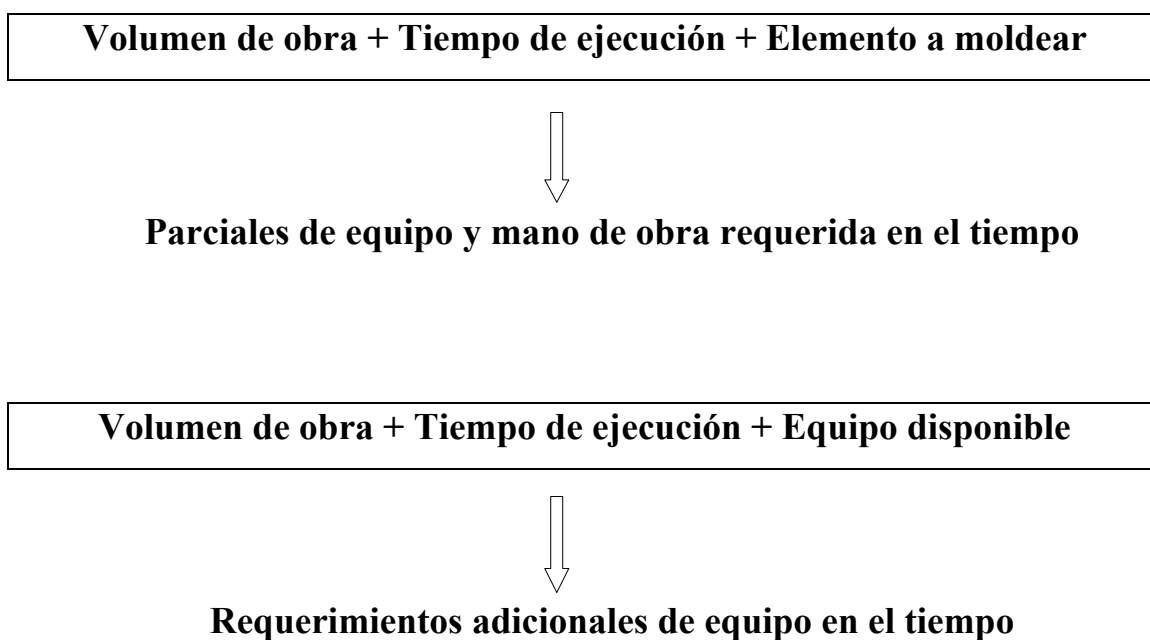 Volumen de obra + Tiempo de ejecución + Elemento a moldear
Parciales de equipo y mano de obra requerida en el tiempo
Volumen de obra + Tiempo de ejecución + Equipo disponible
Requerimientos adicionales de equipo en el tiempo